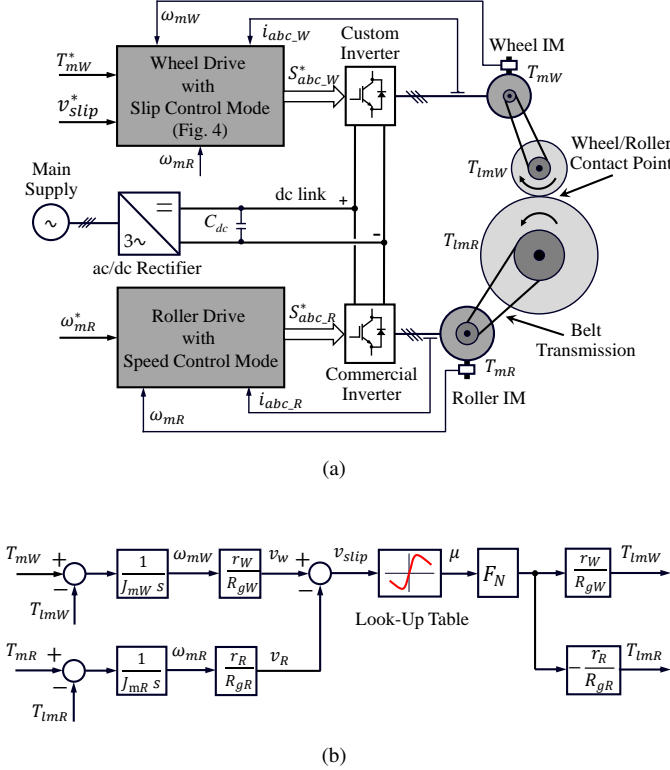 ω_mW
i_abc_W
Custom
Inverter
Wheel IM
T*_mW
Wheel Drive
with
Slip Control Mode
(Fig. 4)
S*_abc_W
T_mW
v*_slip
ω_mR
T_lmW
Wheel/Roller
Contact Point
Main
Supply
~
=
3~
ac/dc Rectifier
dc link
+
−
C_dc
T_lmR
ω*_mR
Roller Drive
with
Speed Control Mode
S*_abc_R
Belt
Transmission
Commercial
Inverter
T_mR
Roller IM
i_abc_R
ω_mR
(a)
T_mW
+
−
T_lmW
1
J_mW s
ω_mW
r_W
R_gW
v_w
+
−
v_slip
Look-Up Table
μ
F_N
r_W
R_gW
T_lmW
T_mR
+
−
T_lmR
1
J_mR s
ω_mR
r_R
R_gR
v_R
− r_R
R_gR
T_lmR
(b)